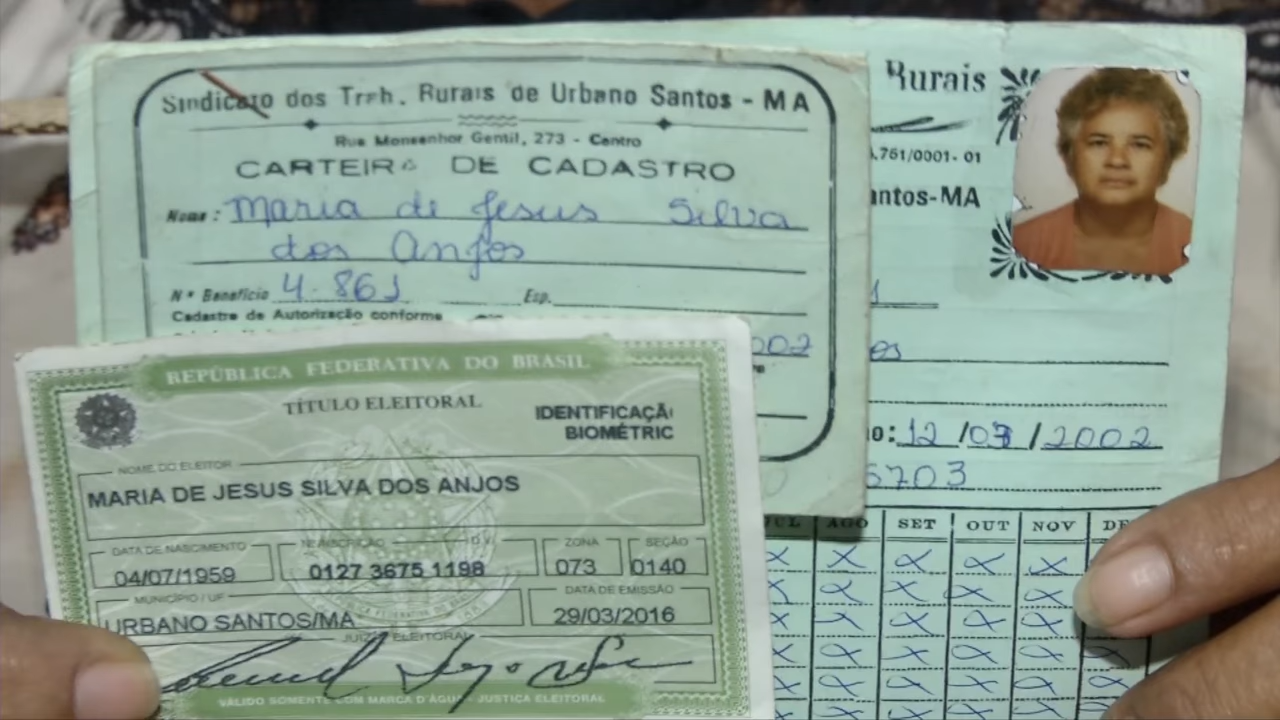 Sindicato dos Trab. Rurais de Urbano Santos - MA
Rua Monsenhor Gentil, 273 - Centro
CARTEIRA DE CADASTRO
Nome: Maria de Jesus Silva
dos Anjos
Nº Benefício 4.861 Esp.
Cadastro de Autorização conforme
002
Rurais
.761/0001-01
antos-MA
os
o: 12 /03 /2002
5703
JUL AGO SET OUT NOV DE
REPÚBLICA FEDERATIVA DO BRASIL
TÍTULO ELEITORAL
IDENTIFICAÇÃ
BIOMÉTRIC
NOME DO ELEITOR
MARIA DE JESUS SILVA DOS ANJOS
DATA DE NASCIMENTO Nº INSCRIÇÃO D.V. ZONA SEÇÃO
04/07/1959 0127 3675 1198 073 0140
MUNICÍPIO / UF DATA DE EMISSÃO
URBANO SANTOS/MA 29/03/2016
JUIZ ELEITORAL
VÁLIDO SOMENTE COM MARCA D'ÁGUA - JUSTIÇA ELEITORAL